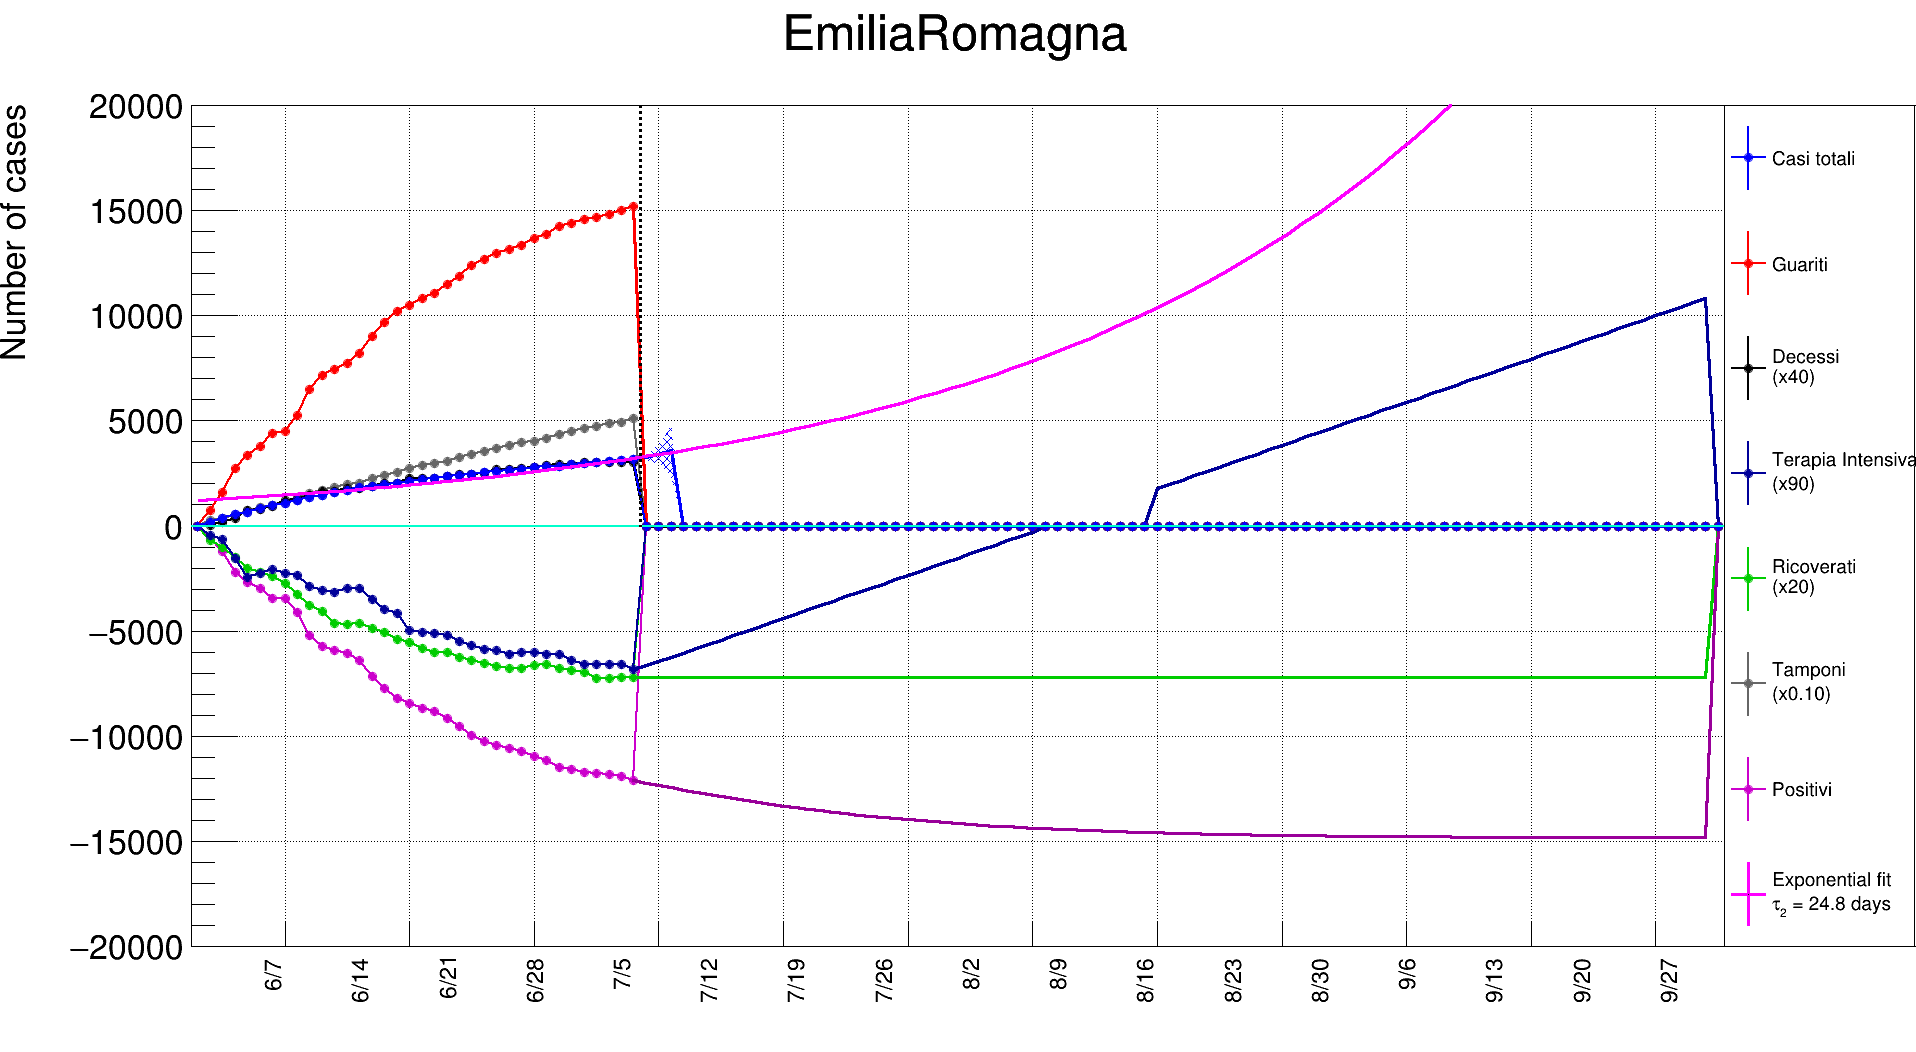 EmiliaRomagna
Number of cases
20000
15000
10000
5000
0
−5000
−10000
−15000
−20000
6/7
6/14
6/21
6/28
7/5
7/12
7/19
7/26
8/2
8/9
8/16
8/23
8/30
9/6
9/13
9/20
9/27
Casi totali
Guariti
Decessi
(x40)
Terapia Intensiva
(x90)
Ricoverati
(x20)
Tamponi
(x0.10)
Positivi
Exponential fit
τ2 = 24.8 days